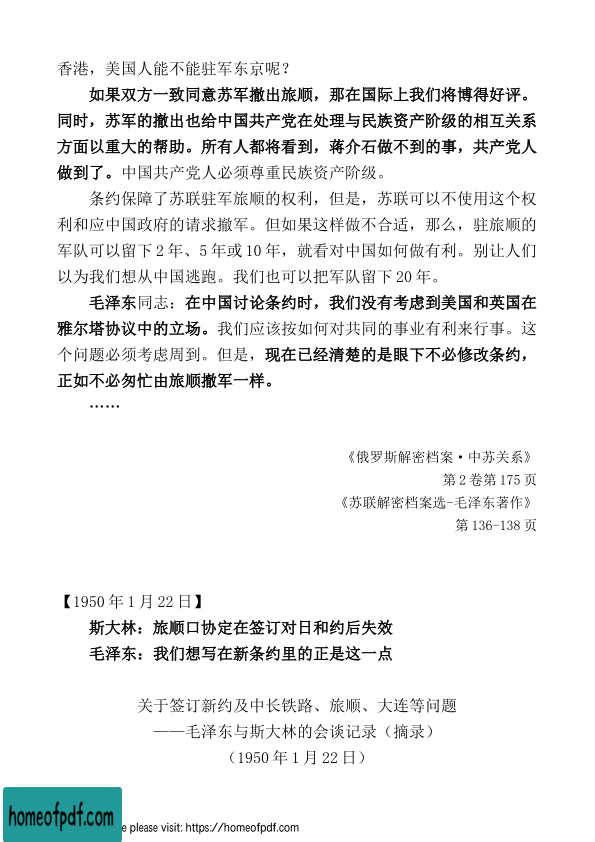 香港，美国人能不能驻军东京呢？
如果双方一致同意苏军撤出旅顺，那在国际上我们将博得好评。
同时，苏军的撤出也给中国共产党在处理与民族资产阶级的相互关系
方面以重大的帮助。所有人都将看到，蒋介石做不到的事，共产党人
做到了。中国共产党人必须尊重民族资产阶级。
条约保障了苏联驻军旅顺的权利，但是，苏联可以不使用这个权
利和应中国政府的请求撤军。但如果这样做不合适，那么，驻旅顺的
军队可以留下 2 年、5 年或 10 年，就看对中国如何做有利。别让人们
以为我们想从中国逃跑。我们也可以把军队留下 20 年。
毛泽东同志：在中国讨论条约时，我们没有考虑到美国和英国在
雅尔塔协议中的立场。我们应该按如何对共同的事业有利来行事。这
个问题必须考虑周到。但是，现在已经清楚的是眼下不必修改条约，
正如不必匆忙由旅顺撤军一样。
……
《俄罗斯解密档案·中苏关系》
第 2 卷第 175 页
《苏联解密档案选-毛泽东著作》
第 136-138 页
【1950 年 1 月 22 日】
斯大林：旅顺口协定在签订对日和约后失效
毛泽东：我们想写在新条约里的正是这一点
关于签订新约及中长铁路、旅顺、大连等问题
——毛泽东与斯大林的会谈记录（摘录）
（1950 年 1 月 22 日）
homeofpdf.com
e please visit: https://homeofpdf.com